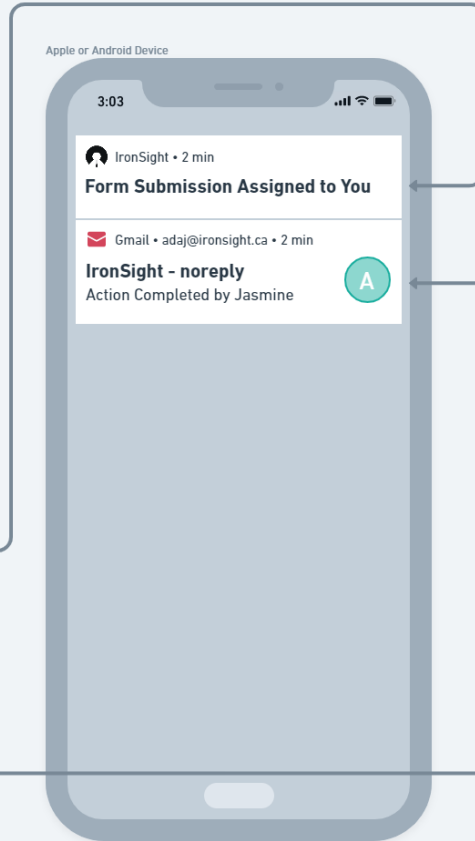 Apple or Android Device
3:03
IronSight • 2 min
Form Submission Assigned to You
Gmail • adaj@ironsight.ca • 2 min
IronSight - noreply
Action Completed by Jasmine
A